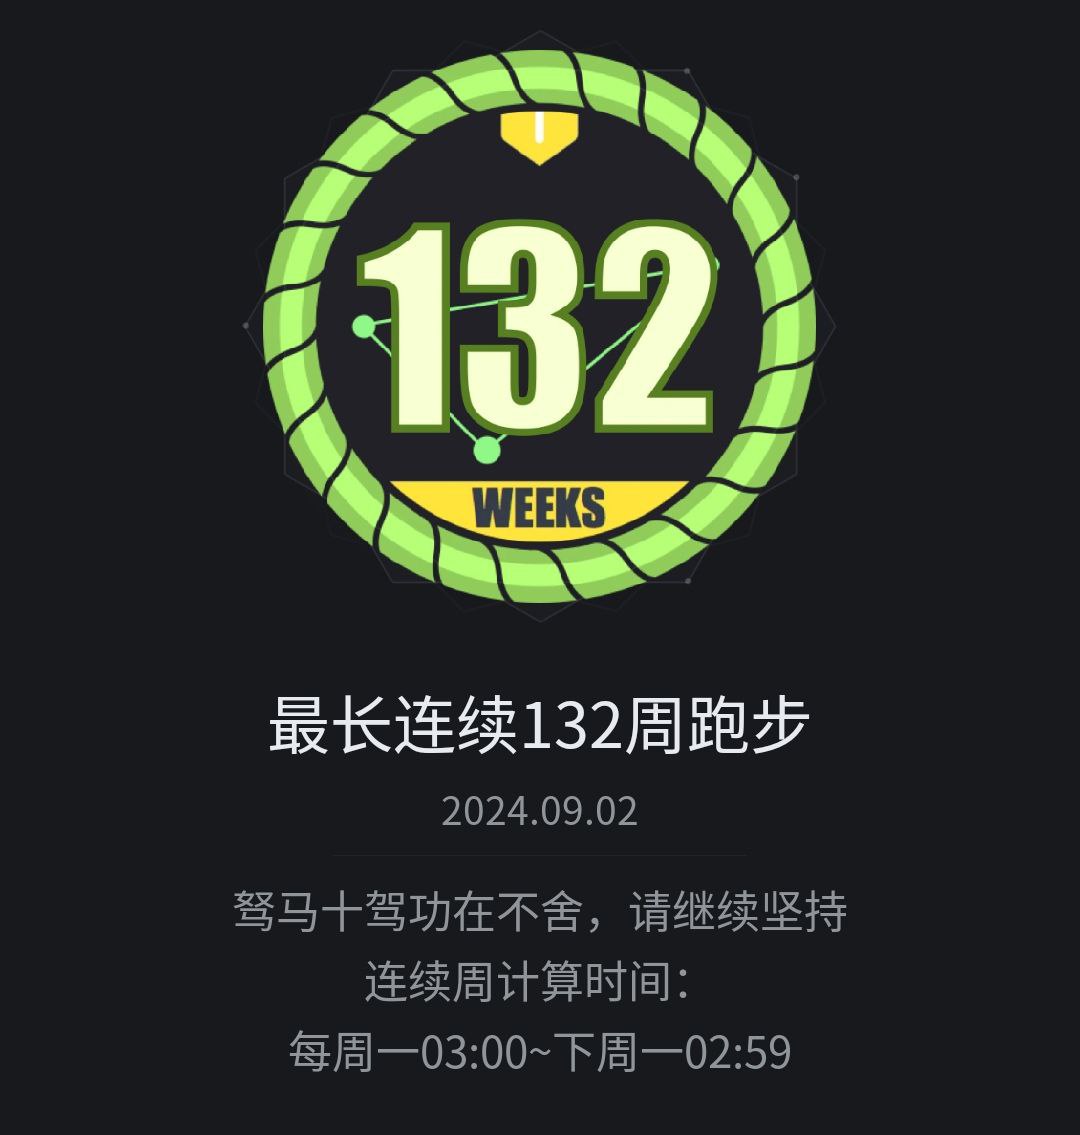 132
WEEKS
最长连续132周跑步
2024.09.02
驽马十驾功在不舍，请继续坚持
连续周计算时间：
每周一03:00~下周一02:59